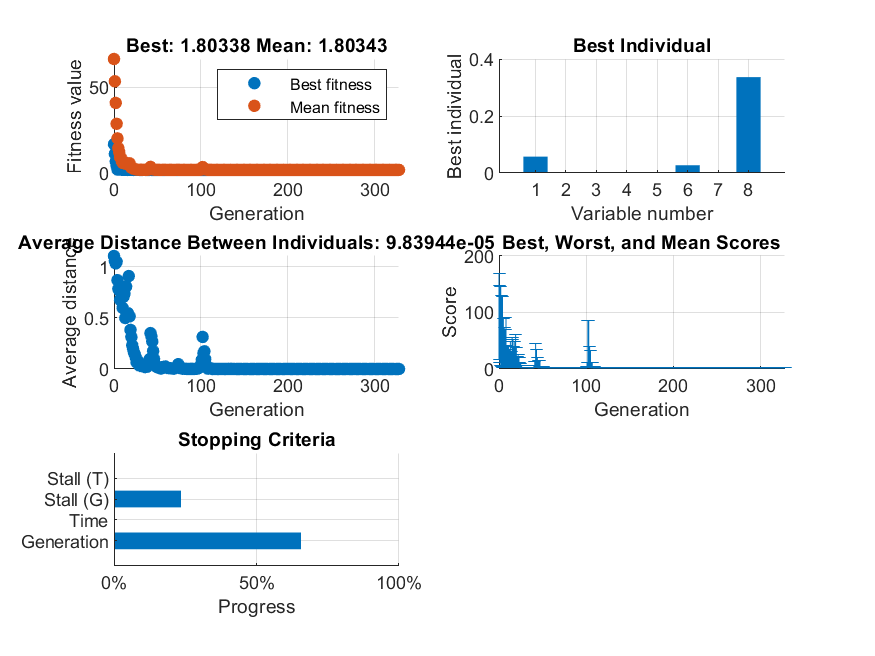 Best: 1.80338 Mean: 1.80343
Fitness value
50
0
Best fitness
Mean fitness
0 100 200 300
Generation
Best Individual
Best individual
0.4
0.2
0
1 2 3 4 5 6 7 8
Variable number
Average Distance Between Individuals: 9.83944e-05
Average distance
1
0.5
0
0 100 200 300
Generation
Best, Worst, and Mean Scores
Score
200
100
0
0 100 200 300
Generation
Stopping Criteria
Stall (T)
Stall (G)
Time
Generation
0% 50% 100%
Progress